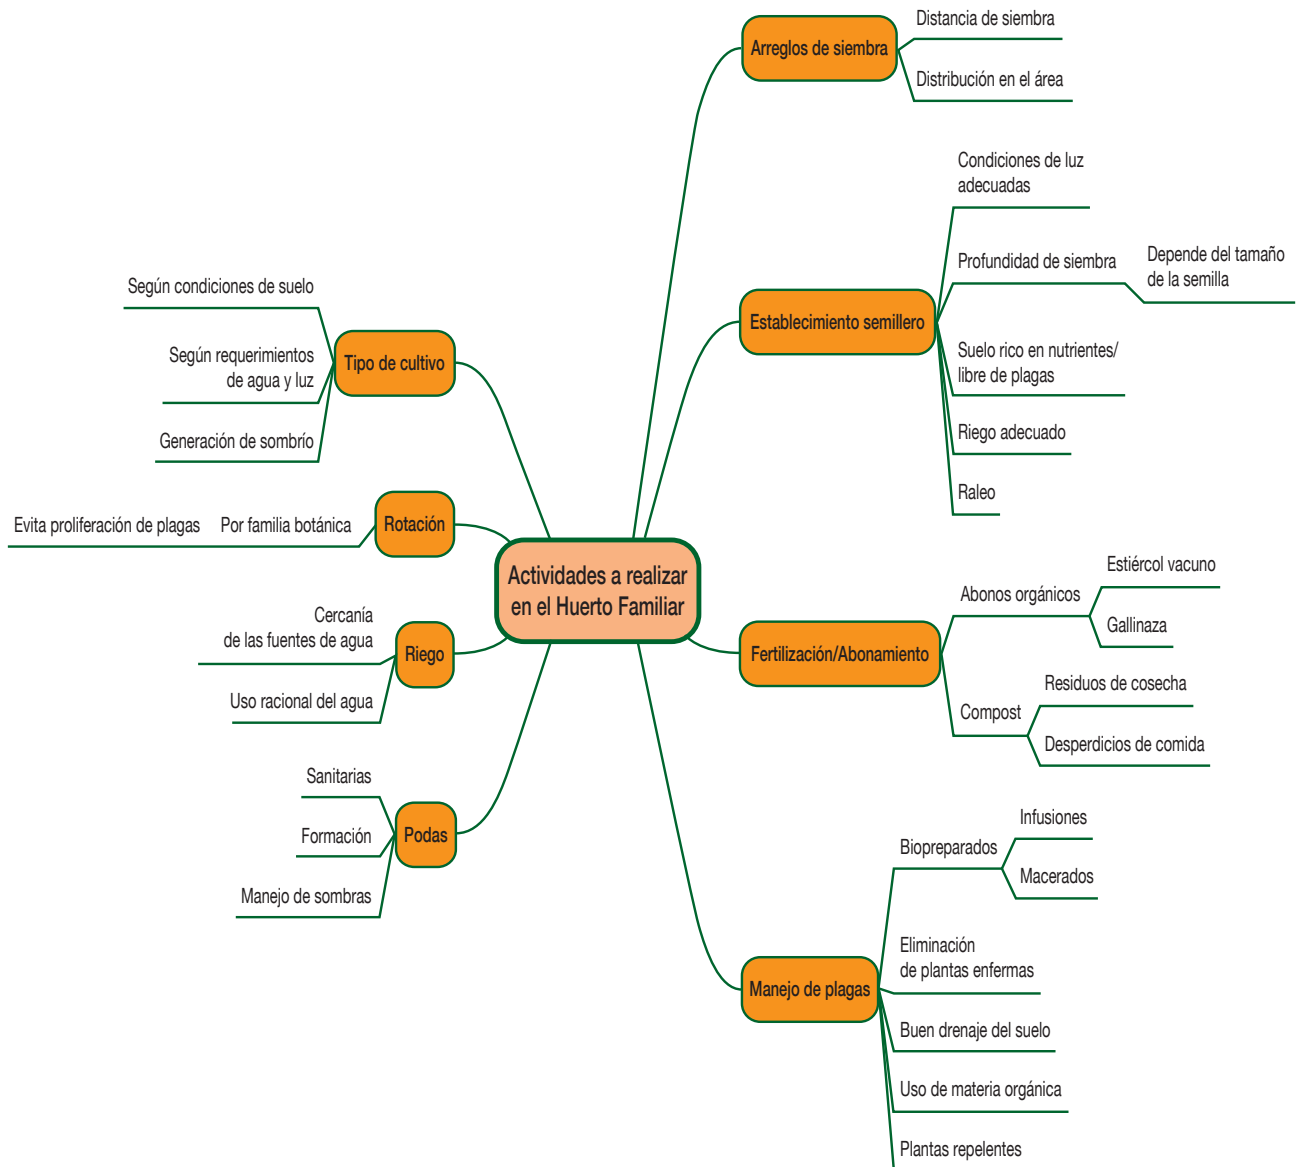 Actividades a realizar
en el Huerto Familiar
Arreglos de siembra
Distancia de siembra
Distribución en el área
Establecimiento semillero
Condiciones de luz
adecuadas
Profundidad de siembra
Depende del tamaño
de la semilla
Suelo rico en nutrientes/
libre de plagas
Riego adecuado
Raleo
Fertilización/Abonamiento
Abonos orgánicos
Estiércol vacuno
Gallinaza
Compost
Residuos de cosecha
Desperdicios de comida
Manejo de plagas
Biopreparados
Infusiones
Macerados
Eliminación
de plantas enfermas
Buen drenaje del suelo
Uso de materia orgánica
Plantas repelentes
Tipo de cultivo
Según condiciones de suelo
Según requerimientos
de agua y luz
Generación de sombrío
Rotación
Por familia botánica
Evita proliferación de plagas
Riego
Cercanía
de las fuentes de agua
Uso racional del agua
Podas
Sanitarias
Formación
Manejo de sombras